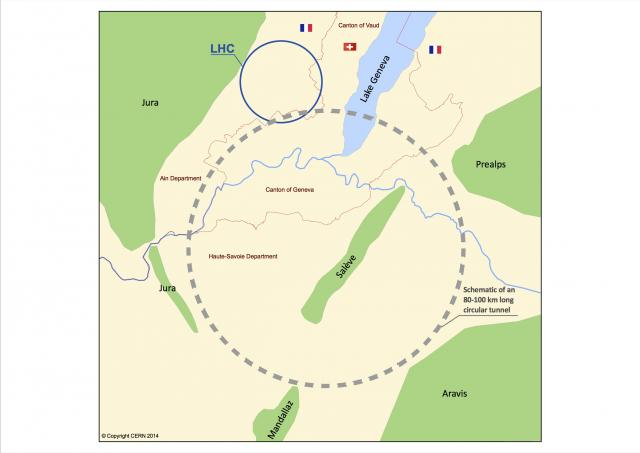 Canton of Vaud
LHC
Lake Geneva
Jura
Prealps
Ain Department
Canton of Geneva
Haute-Savoie Department
Salève
Jura
Schematic of an
80-100 km long
circular tunnel
Aravis
Mandallaz
© Copyright CERN 2014